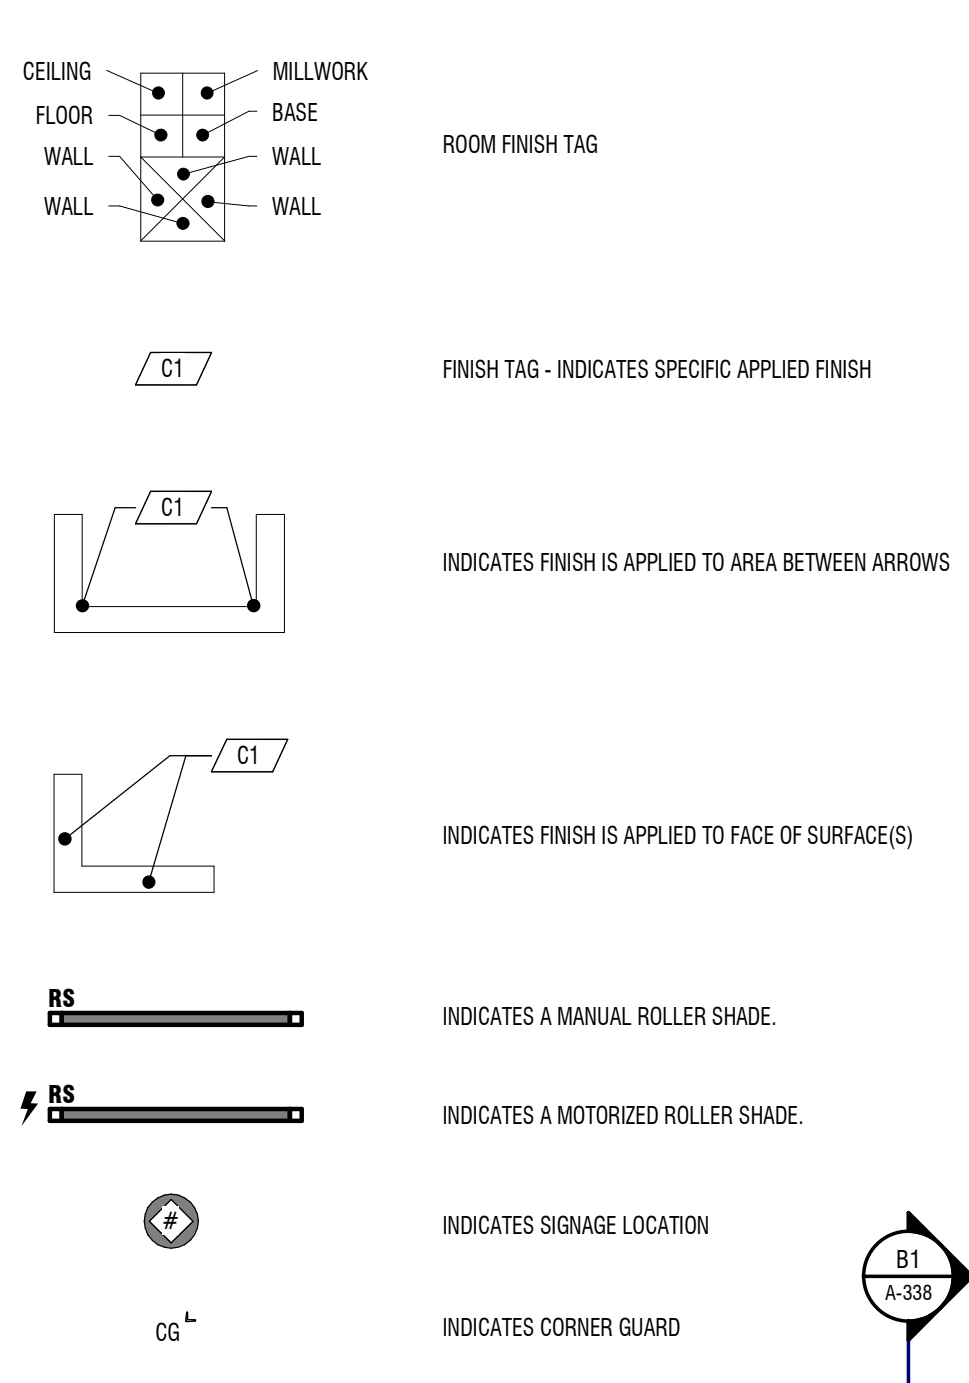 CEILING
MILLWORK
FLOOR
BASE
WALL
WALL
WALL
WALL
ROOM FINISH TAG
C1
FINISH TAG - INDICATES SPECIFIC APPLIED FINISH
C1
INDICATES FINISH IS APPLIED TO AREA BETWEEN ARROWS
C1
INDICATES FINISH IS APPLIED TO FACE OF SURFACE(S)
RS
INDICATES A MANUAL ROLLER SHADE.
RS
INDICATES A MOTORIZED ROLLER SHADE.
#
INDICATES SIGNAGE LOCATION
B1
A-338
CG
INDICATES CORNER GUARD